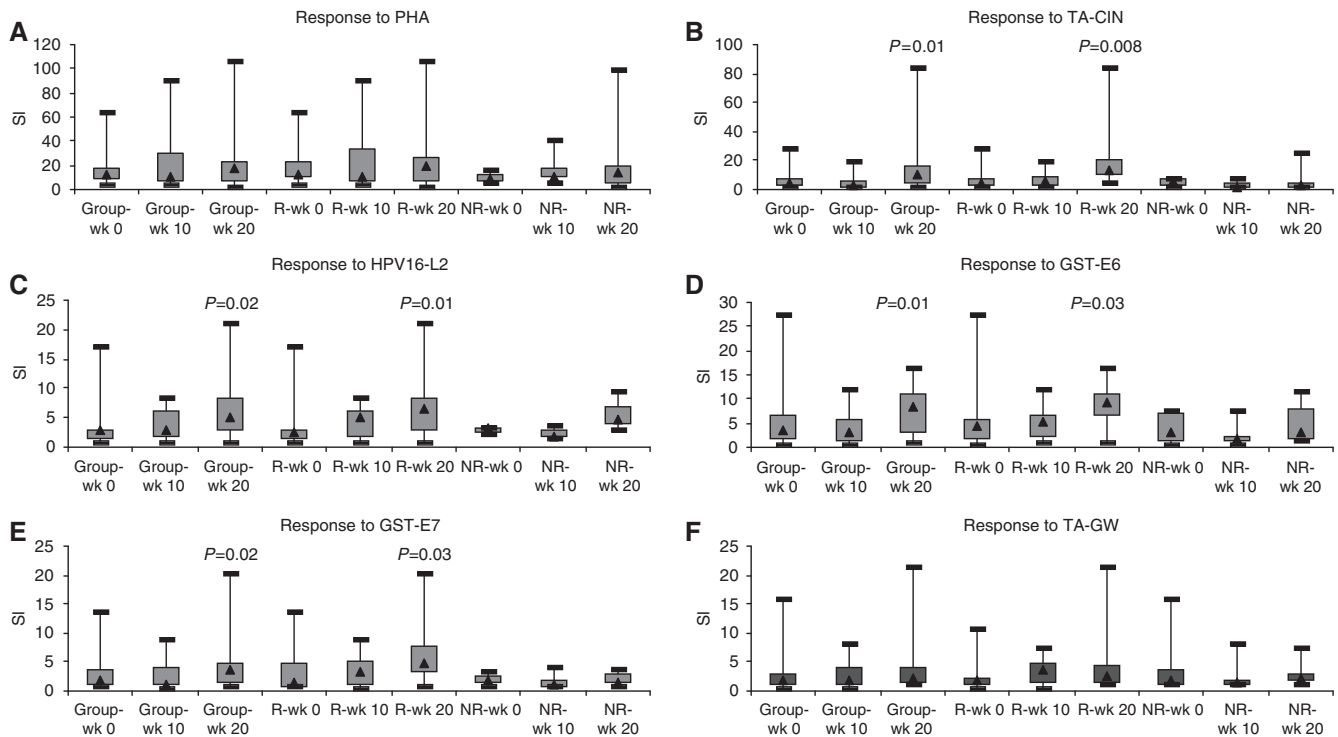 Response to PHA
A
120
100
80
60
40
20
0
SI
Group-
wk 0
Group-
wk 10
Group-
wk 20
R-wk 0
R-wk 10
R-wk 20
NR-wk 0
NR-
wk 10
NR-
wk 20
Response to TA-CIN
B
P=0.01
P=0.008
100
80
60
40
20
0
SI
Group-
wk 0
Group-
wk 10
Group-
wk 20
R-wk 0
R-wk 10
R-wk 20
NR-wk 0
NR-
wk 10
NR-
wk 20
Response to HPV16-L2
C
P=0.02
P=0.01
25
20
15
10
5
0
SI
Group-
wk 0
Group-
wk 10
Group-
wk 20
R-wk 0
R-wk 10
R-wk 20
NR-wk 0
NR-
wk 10
NR-
wk 20
Response to GST-E6
D
P=0.01
P=0.03
30
25
20
15
10
5
0
SI
Group-
wk 0
Group-
wk 10
Group-
wk 20
R-wk 0
R-wk 10
R-wk 20
NR-wk 0
NR-
wk 10
NR-
wk 20
Response to GST-E7
E
P=0.02
P=0.03
25
20
15
10
5
0
SI
Group-
wk 0
Group-
wk 10
Group-
wk 20
R-wk 0
R-wk 10
R-wk 20
NR-wk 0
NR-
wk 10
NR-
wk 20
Response to TA-GW
F
25
20
15
10
5
0
SI
Group-
wk 0
Group-
wk 10
Group-
wk 20
R-wk 0
R-wk 10
R-wk 20
NR-wk 0
NR-
wk 10
NR-
wk 20